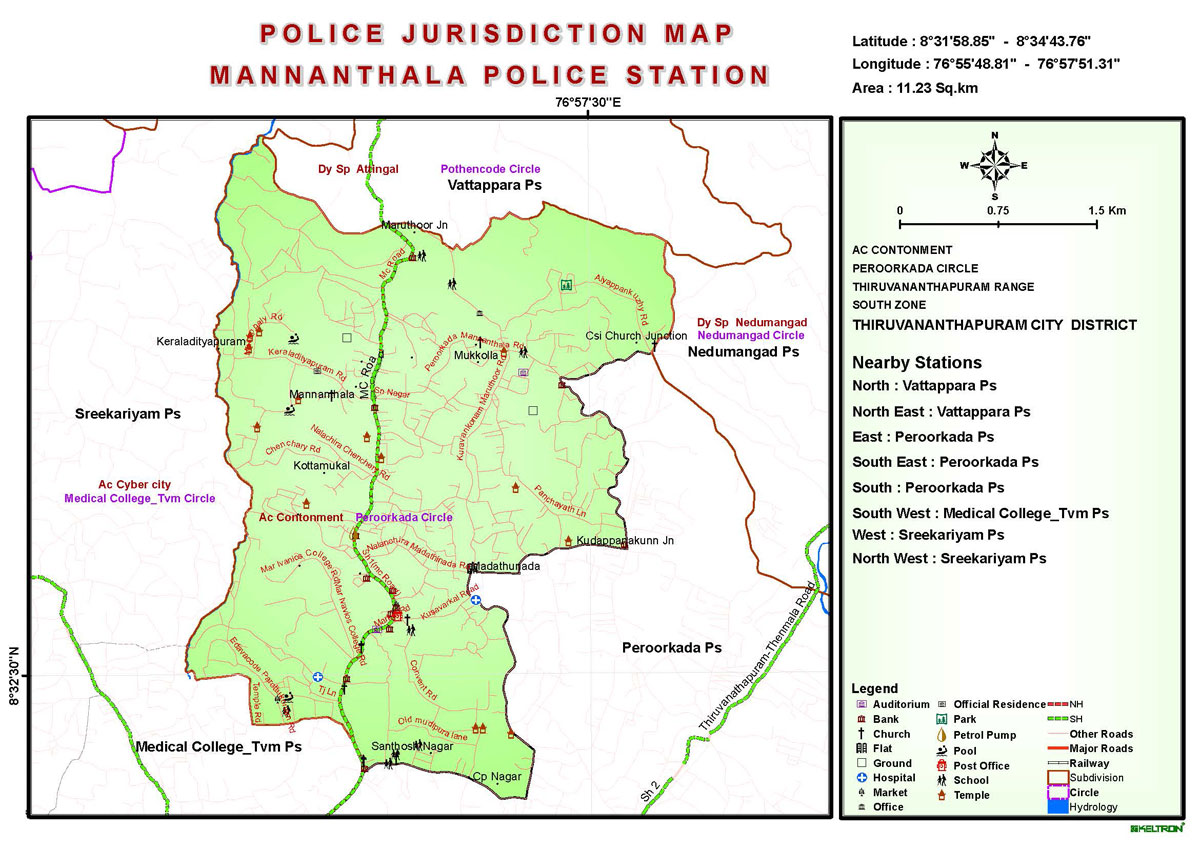 POLICE JURISDICTION MAP
MANNANTHALA POLICE STATION
Latitude : 8°31'58.85" - 8°34'43.76"
Longitude : 76°55'48.81" - 76°57'51.31"
Area : 11.23 Sq.km
76°57'30"E
8°32'30"N
Dy Sp Attingal
Pothencode Circle
Vattappara Ps
Maruthoor Jn
Mc Road
Aiyappankuzhy Rd
Keraladityapuram
Keraladityapuram Rd
Peroorkada Mannanthala Rd
Mukkolla
Csi Church Junction
Dy Sp Nedumangad
Nedumangad Circle
Nedumangad Ps
MC Roa
Mannanthala
Sp Nagar
Kuravankonam Maruthoor Rd
Sreekariyam Ps
Nalachira Chenchery Rd
Chenchary Rd
Kottamukal
Ac Cyber city
Medical College_Tvm Circle
Panchayath Ln
Ac Contonment
Peroorkada Circle
Kudappanakunn Jn
Nalanchira Madathinada Rd
Mar Ivanios College Rd
Madathunada
Mar Ivavios College Rd
Kusavarkal Road
Peroorkada Ps
Thiruvanathapuram-Thenmala Road
Convent Rd
Temple Rd
Tj Ln
Old mudipura lane
Medical College_Tvm Ps
Santhosh Nagar
Cp Nagar
Sh 2
N
W
E
S
0
0.75
1.5 Km
AC CONTONMENT
PEROORKADA CIRCLE
THIRUVANANTHAPURAM RANGE
SOUTH ZONE
THIRUVANANTHAPURAM CITY DISTRICT
Nearby Stations
North : Vattappara Ps
North East : Vattappara Ps
East : Peroorkada Ps
South East : Peroorkada Ps
South : Peroorkada Ps
South West : Medical College_Tvm Ps
West : Sreekariyam Ps
North West : Sreekariyam Ps
Legend
Auditorium
Bank
Church
Flat
Ground
Hospital
Market
Office
Official Residence
Park
Petrol Pump
Pool
Post Office
School
Temple
NH
SH
Other Roads
Major Roads
Railway
Subdivision
Circle
Hydrology
KELTRON